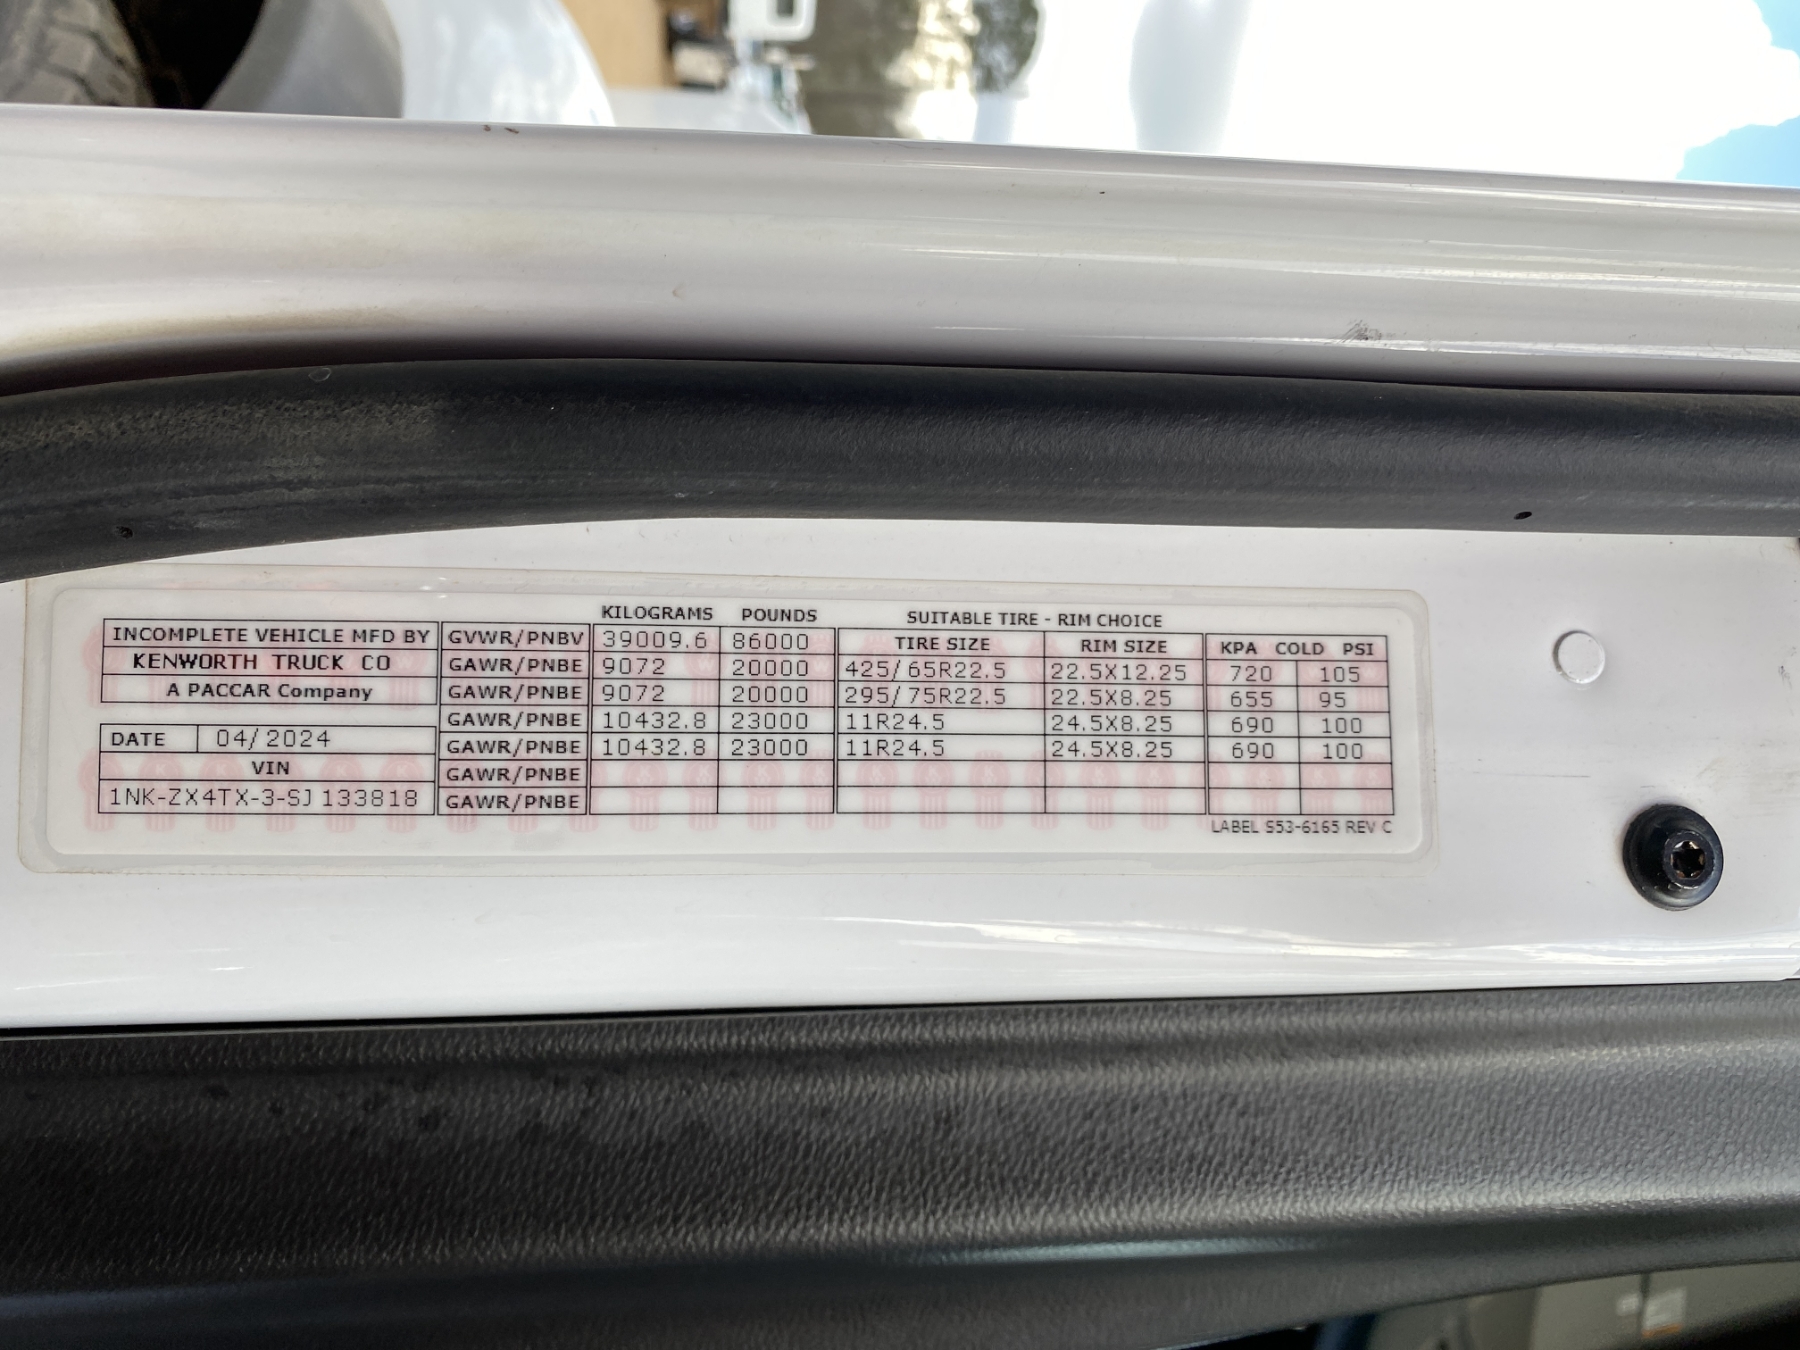 KILOGRAMS POUNDS SUITABLE TIRE - RIM CHOICE
INCOMPLETE VEHICLE MFD BY GVWR/PNBV 39009.6 86000 TIRE SIZE RIM SIZE KPA COLD PSI
KENWORTH TRUCK CO GAWR/PNBE 9072 20000 425/65R22.5 22.5X12.25 720 105
A PACCAR Company GAWR/PNBE 9072 20000 295/75R22.5 22.5X8.25 655 95
GAWR/PNBE 10432.8 23000 11R24.5 24.5X8.25 690 100
DATE 04/2024 GAWR/PNBE 10432.8 23000 11R24.5 24.5X8.25 690 100
VIN GAWR/PNBE
1NK-ZX4TX-3-SJ133818 GAWR/PNBE
LABEL S53-6165 REV C